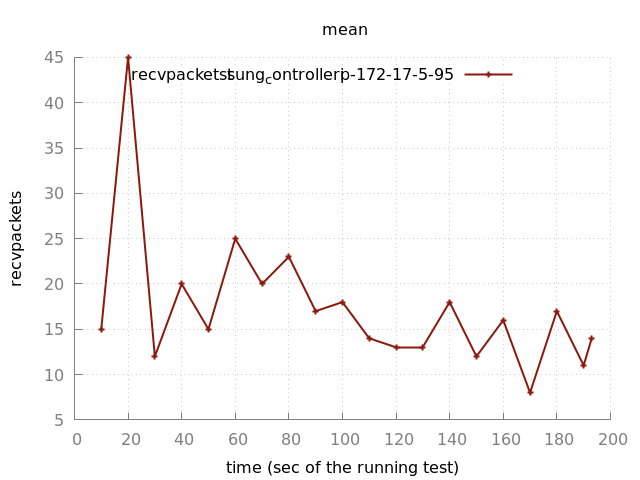 mean
45
recvpacketstsung_controllerip-172-17-5-95
40
35
30
25
20
15
10
5
recvpackets
0 20 40 60 80 100 120 140 160 180 200
time (sec of the running test)